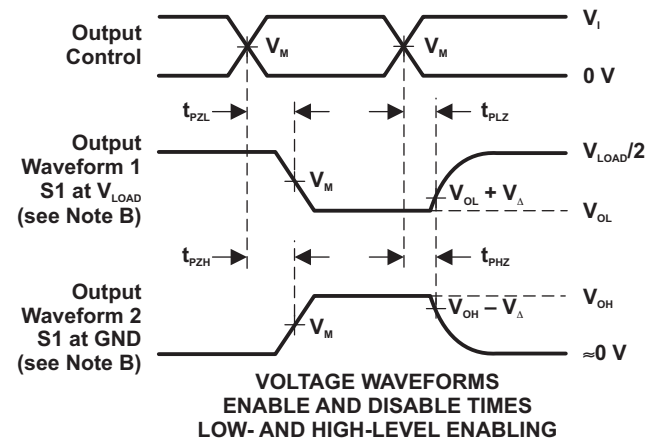 Output
Control
V_M
V_M
V_I
0 V
t_PZL
t_PLZ
Output
Waveform 1
S1 at V_LOAD
(see Note B)
V_M
V_OL + V_Δ
V_LOAD/2
V_OL
t_PZH
t_PHZ
Output
Waveform 2
S1 at GND
(see Note B)
V_M
V_OH − V_Δ
V_OH
≈0 V
VOLTAGE WAVEFORMS
ENABLE AND DISABLE TIMES
LOW- AND HIGH-LEVEL ENABLING